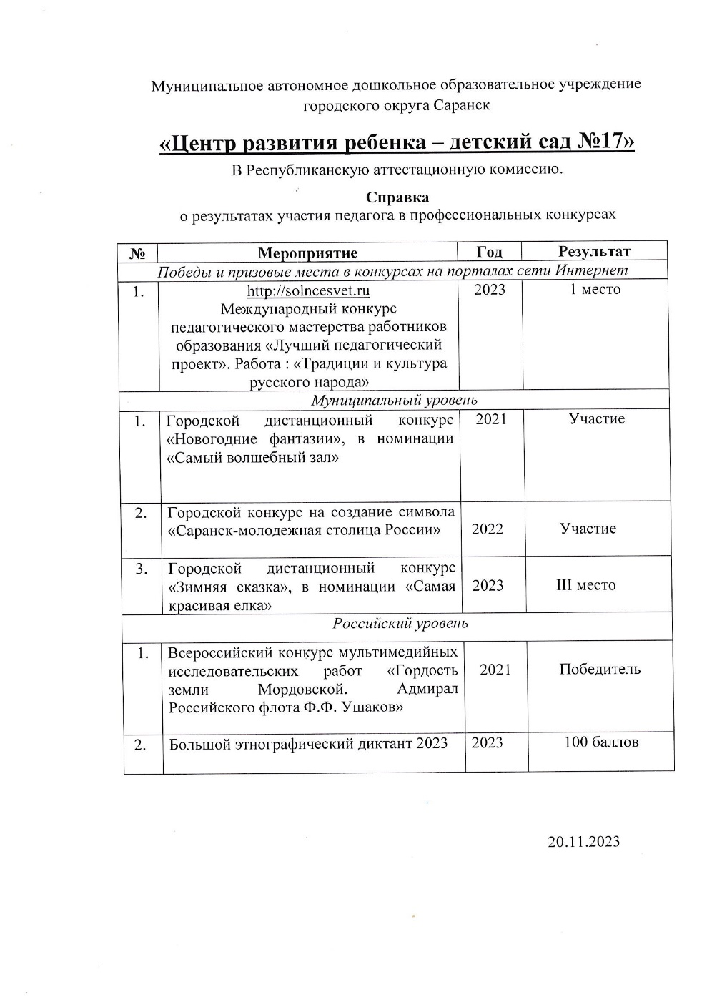 Муниципальное автономное дошкольное образовательное учреждение
городского округа Саранск
«Центр развития ребенка – детский сад №17»
В Республиканскую аттестационную комиссию.
Справка
о результатах участия педагога в профессиональных конкурсах
№ Мероприятие Год Результат
Победы и призовые места в конкурсах на порталах сети Интернет
1. http://solncesvet.ru 2023 1 место
Международный конкурс
педагогического мастерства работников
образования «Лучший педагогический
проект». Работа : «Традиции и культура
русского народа»
Муниципальный уровень
1. Городской дистанционный конкурс 2021 Участие
«Новогодние фантазии», в номинации
«Самый волшебный зал»
2. Городской конкурс на создание символа
«Саранск-молодежная столица России» 2022 Участие
3. Городской дистанционный конкурс
«Зимняя сказка», в номинации «Самая 2023 III место
красивая елка»
Российский уровень
1. Всероссийский конкурс мультимедийных
исследовательских работ «Гордость 2021 Победитель
земли Мордовской. Адмирал
Российского флота Ф.Ф. Ушаков»
2. Большой этнографический диктант 2023 2023 100 баллов
20.11.2023